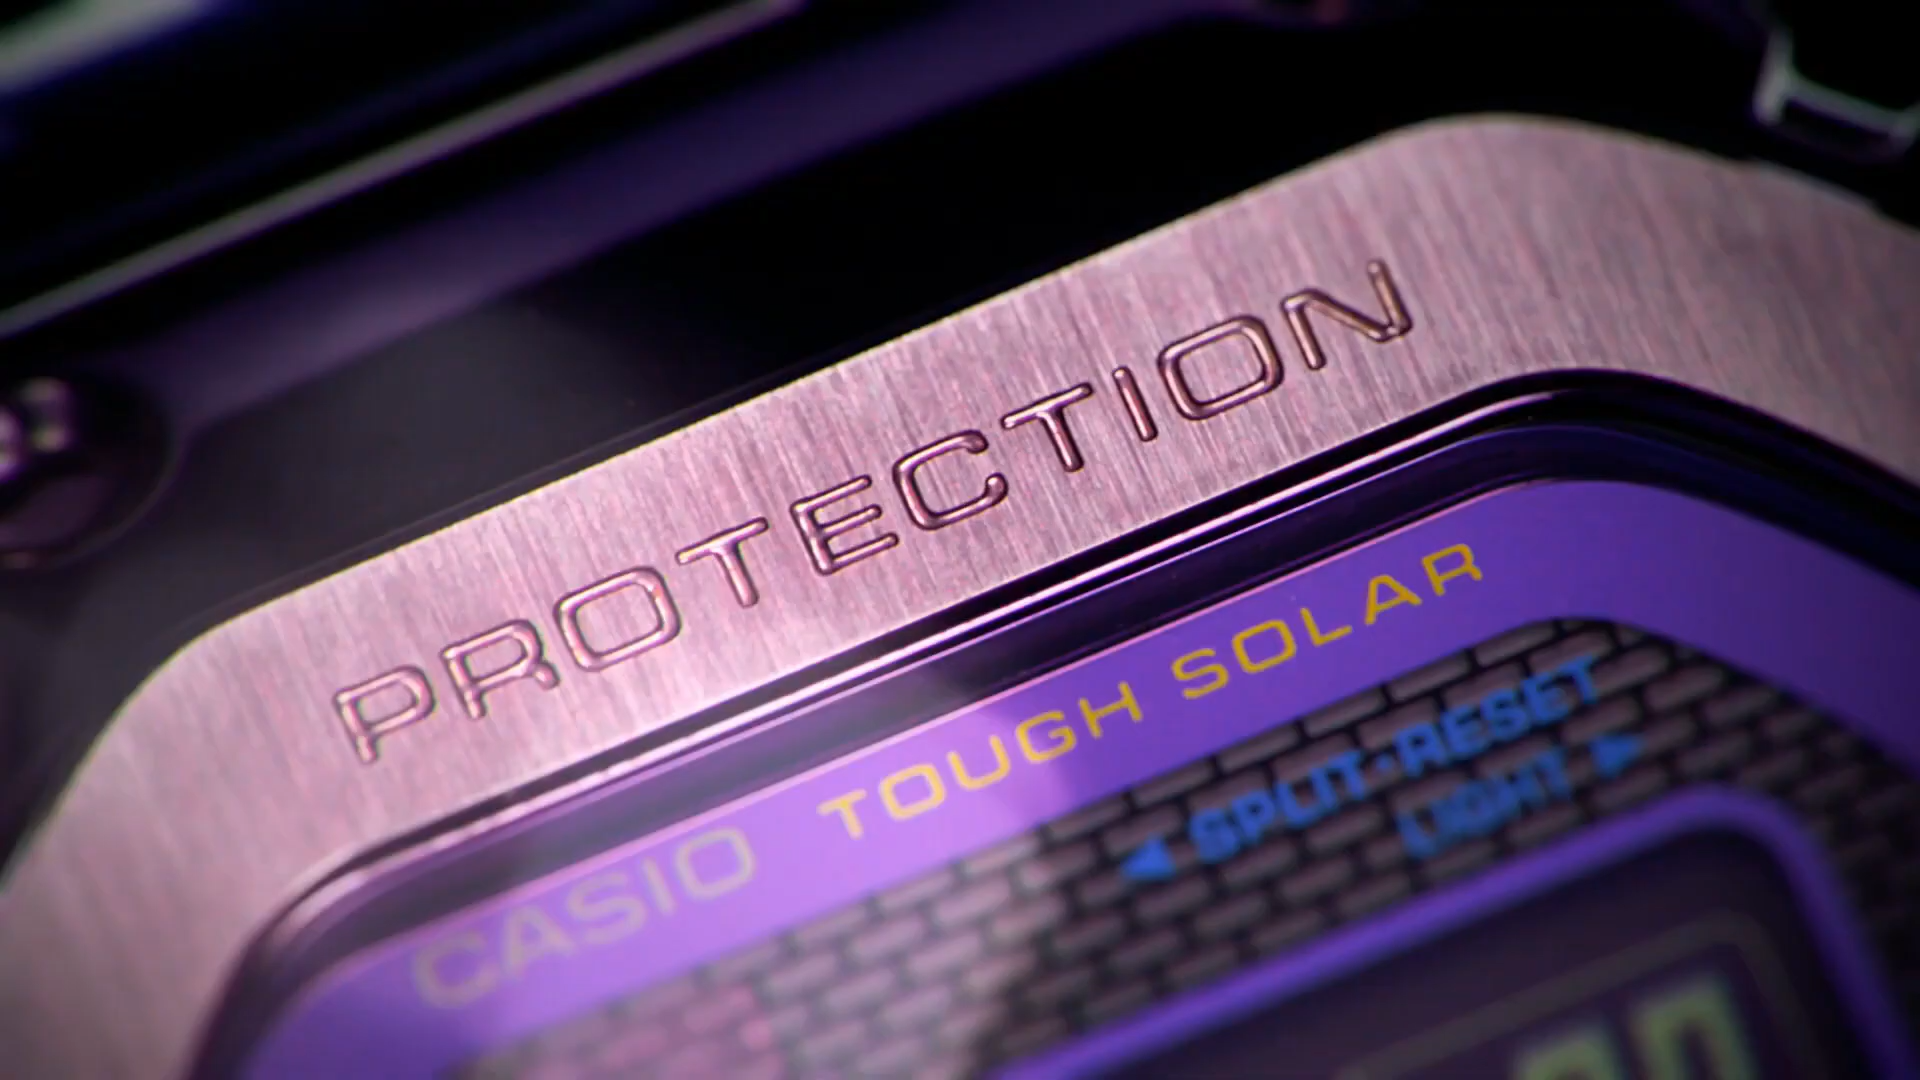 PROTECTION
CASIO TOUGH SOLAR
◀ SPLIT·RESET
LIGHT ▶